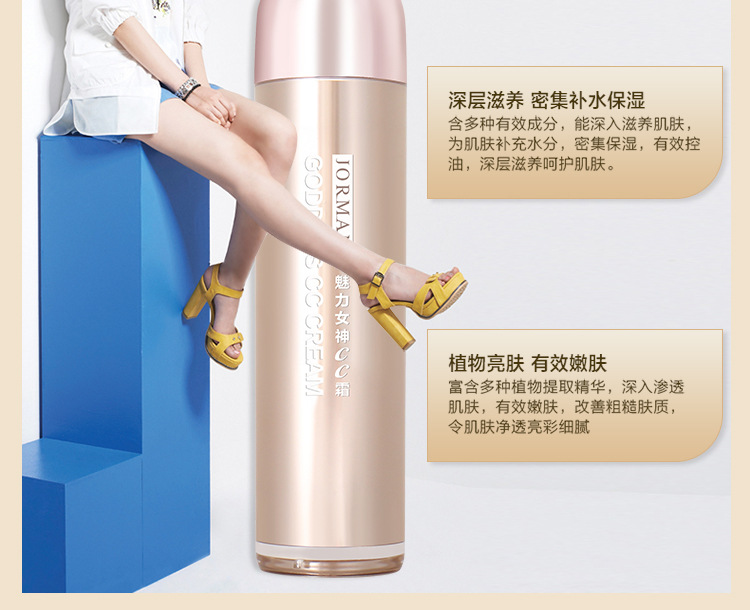 深层滋养 密集补水保湿
含多种有效成分，能深入滋养肌肤，
为肌肤补充水分，密集保湿，有效控
油，深层滋养呵护肌肤。
JORMA
魅力女神CC霜
CC CREAM
植物亮肤 有效嫩肤
富含多种植物提取精华，深入渗透
肌肤，有效嫩肤，改善粗糙肤质，
令肌肤净透亮彩细腻